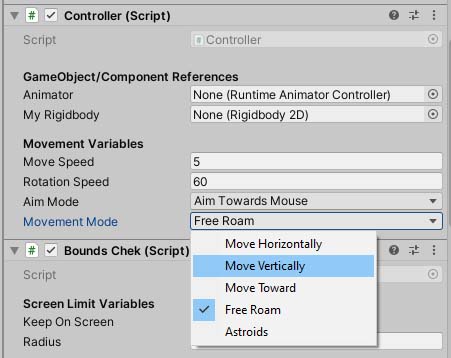 Controller (Script)
Script Controller
GameObject/Component References
Animator None (Runtime Animator Controller)
My Rigidbody None (Rigidbody 2D)
Movement Variables
Move Speed 5
Rotation Speed 60
Aim Mode Aim Towards Mouse
Movement Mode Free Roam
Move Horizontally
Bounds Chek (Script)
Move Vertically
Script
Move Toward
Screen Limit Variables
Free Roam
Keep On Screen
Astroids
Radius